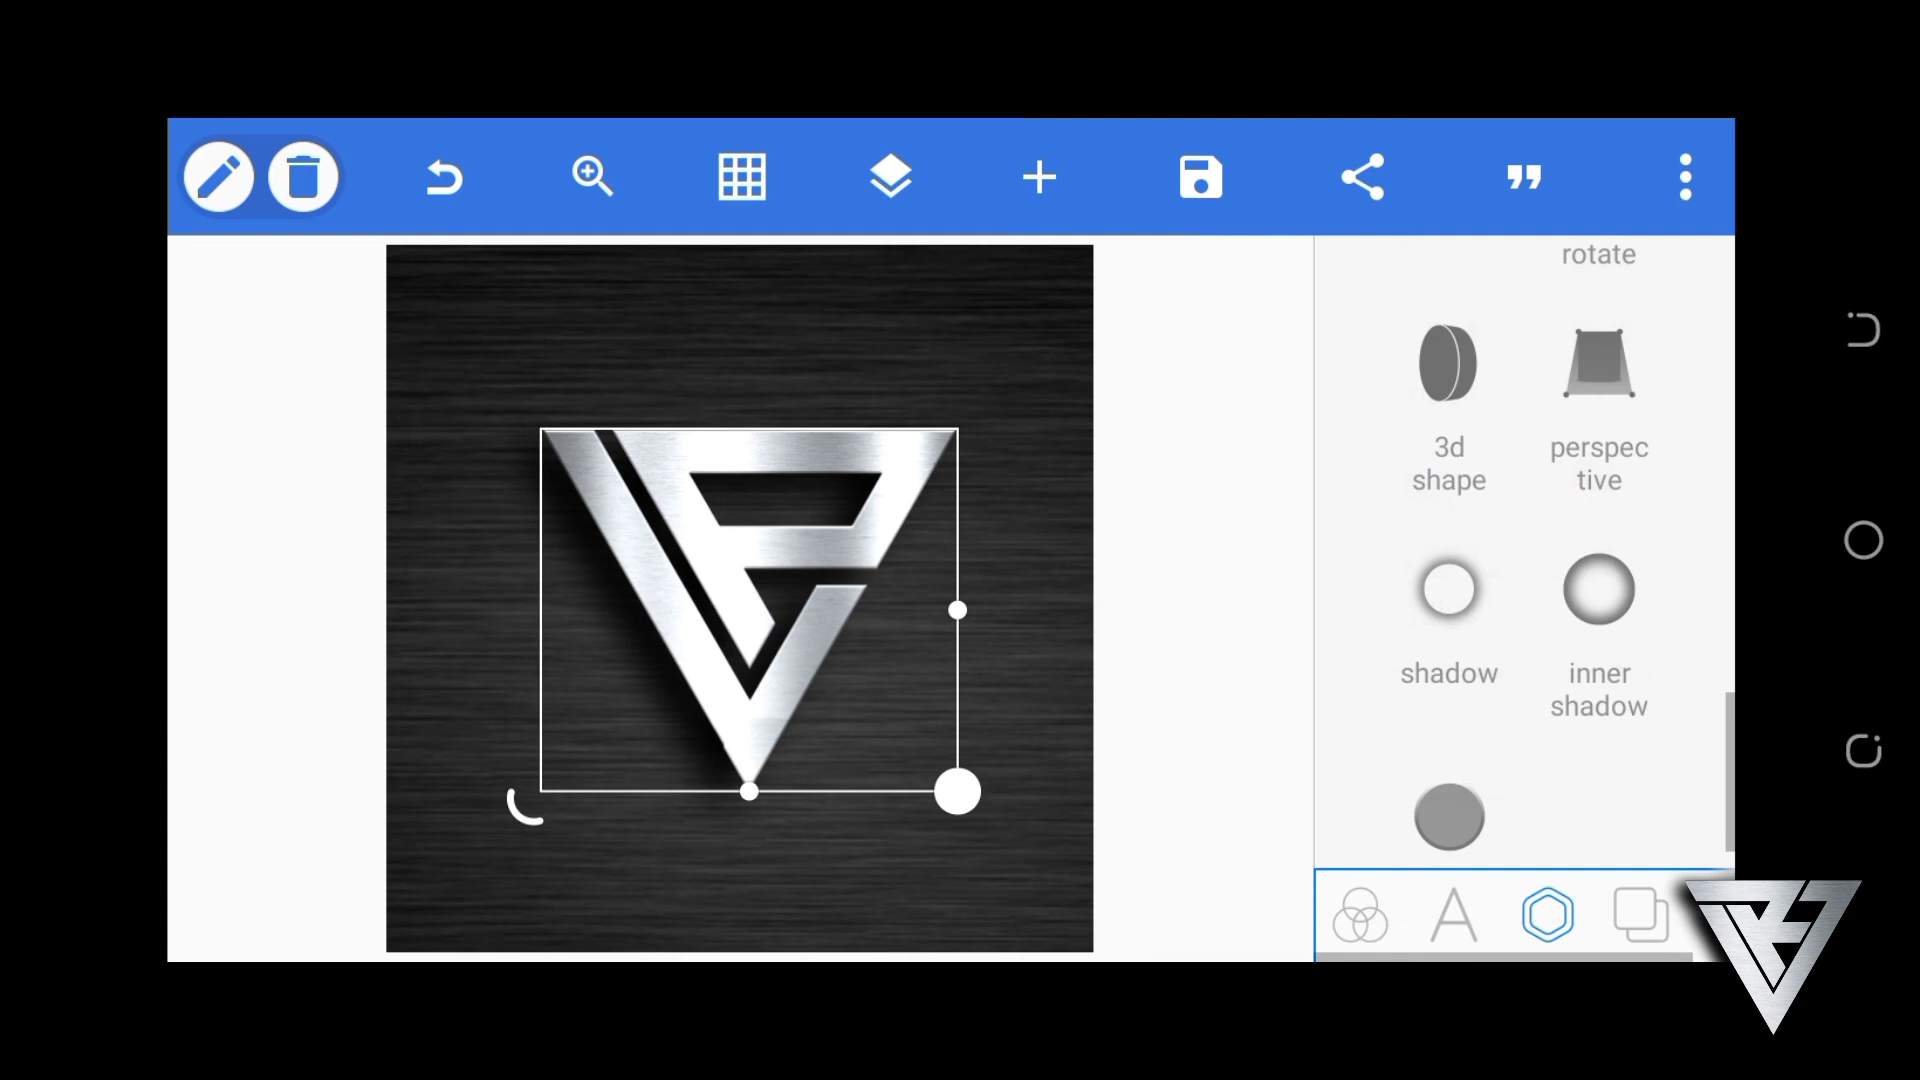 rotate
3d
shape
perspec
tive
shadow
inner
shadow